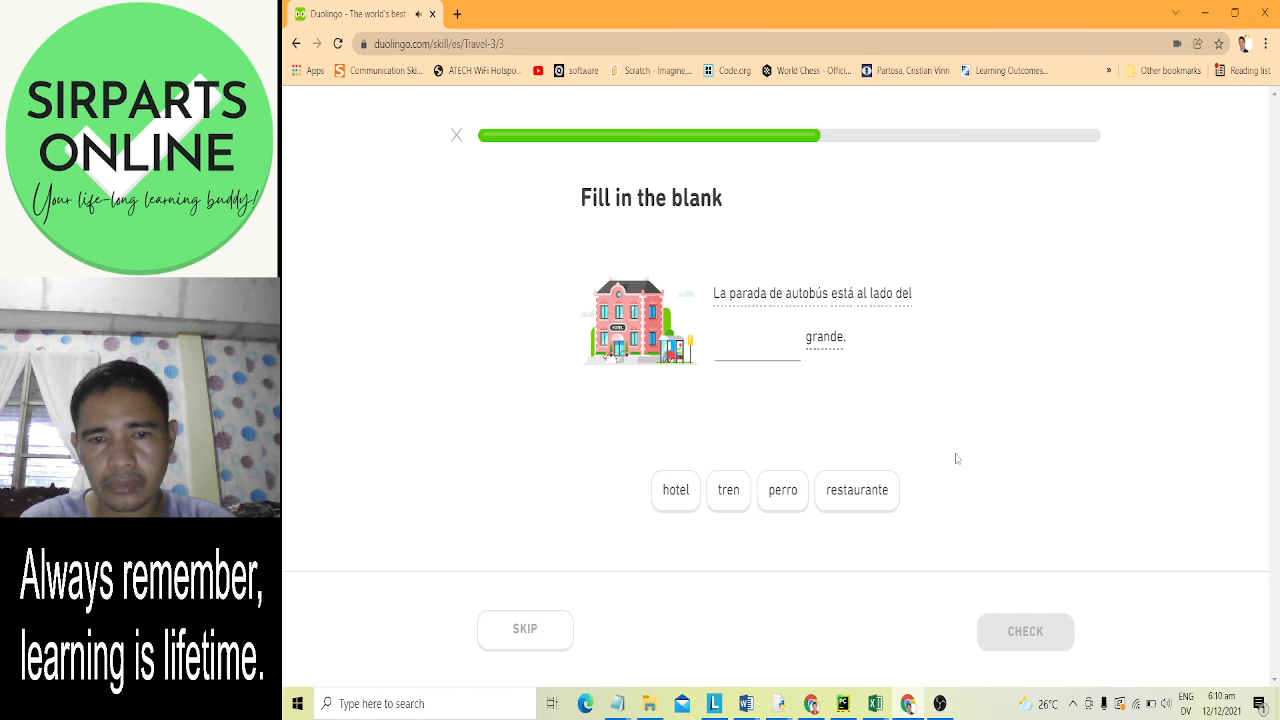 SIRPARTS
ONLINE
Your life-long learning buddy!
Always remember,
learning is lifetime.
Duolingo - The world's best
duolingo.com/skill/es/Travel-3/3
Apps
Communication Skil...
ATECH WiFi Hotspo...
software
Scratch - Imagine,...
Code.org
World Chess - Offici...
Partosa, Cristian Vinn
Learning Outcomes...
»
Other bookmarks
Reading list
X
Fill in the blank
HOTEL
La parada de autobús está al lado del
grande.
hotel
tren
perro
restaurante
SKIP
CHECK
Type here to search
26°C
ENG
DV
6:10 am
12/12/2021